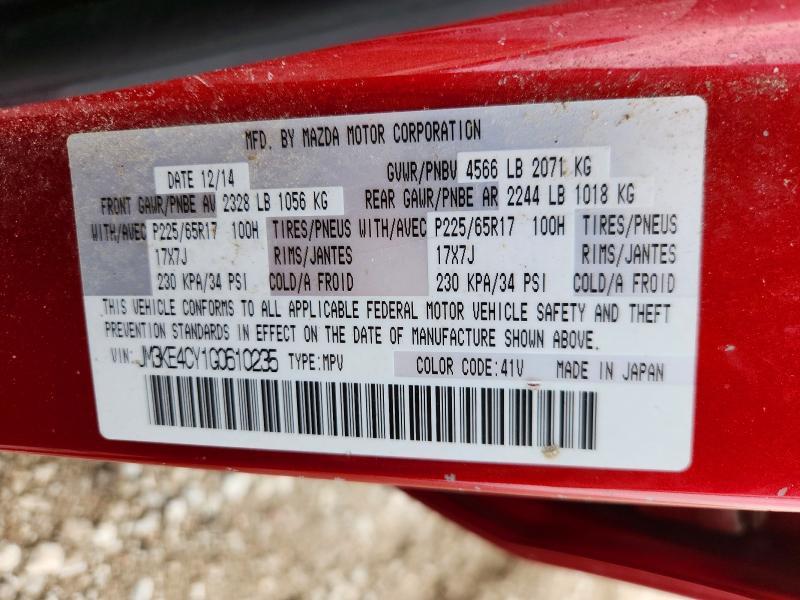 MFD. BY MAZDA MOTOR CORPORATION
DATE 12/14 GVWR/PNBV 4566 LB 2071 KG
FRONT GAWR/PNBE AV 2328 LB 1056 KG REAR GAWR/PNBE AR 2244 LB 1018 KG
WITH/AVEC P225/65R17 100H TIRES/PNEUS WITH/AVEC P225/65R17 100H TIRES/PNEUS
17X7J RIMS/JANTES 17X7J RIMS/JANTES
230 KPA/34 PSI COLD/A FROID 230 KPA/34 PSI COLD/A FROID
THIS VEHICLE CONFORMS TO ALL APPLICABLE FEDERAL MOTOR VEHICLE SAFETY AND THEFT
PREVENTION STANDARDS IN EFFECT ON THE DATE OF MANUFACTURE SHOWN ABOVE.
VIN: JM3KE4CY1G0610235 TYPE:MPV COLOR CODE:41V MADE IN JAPAN